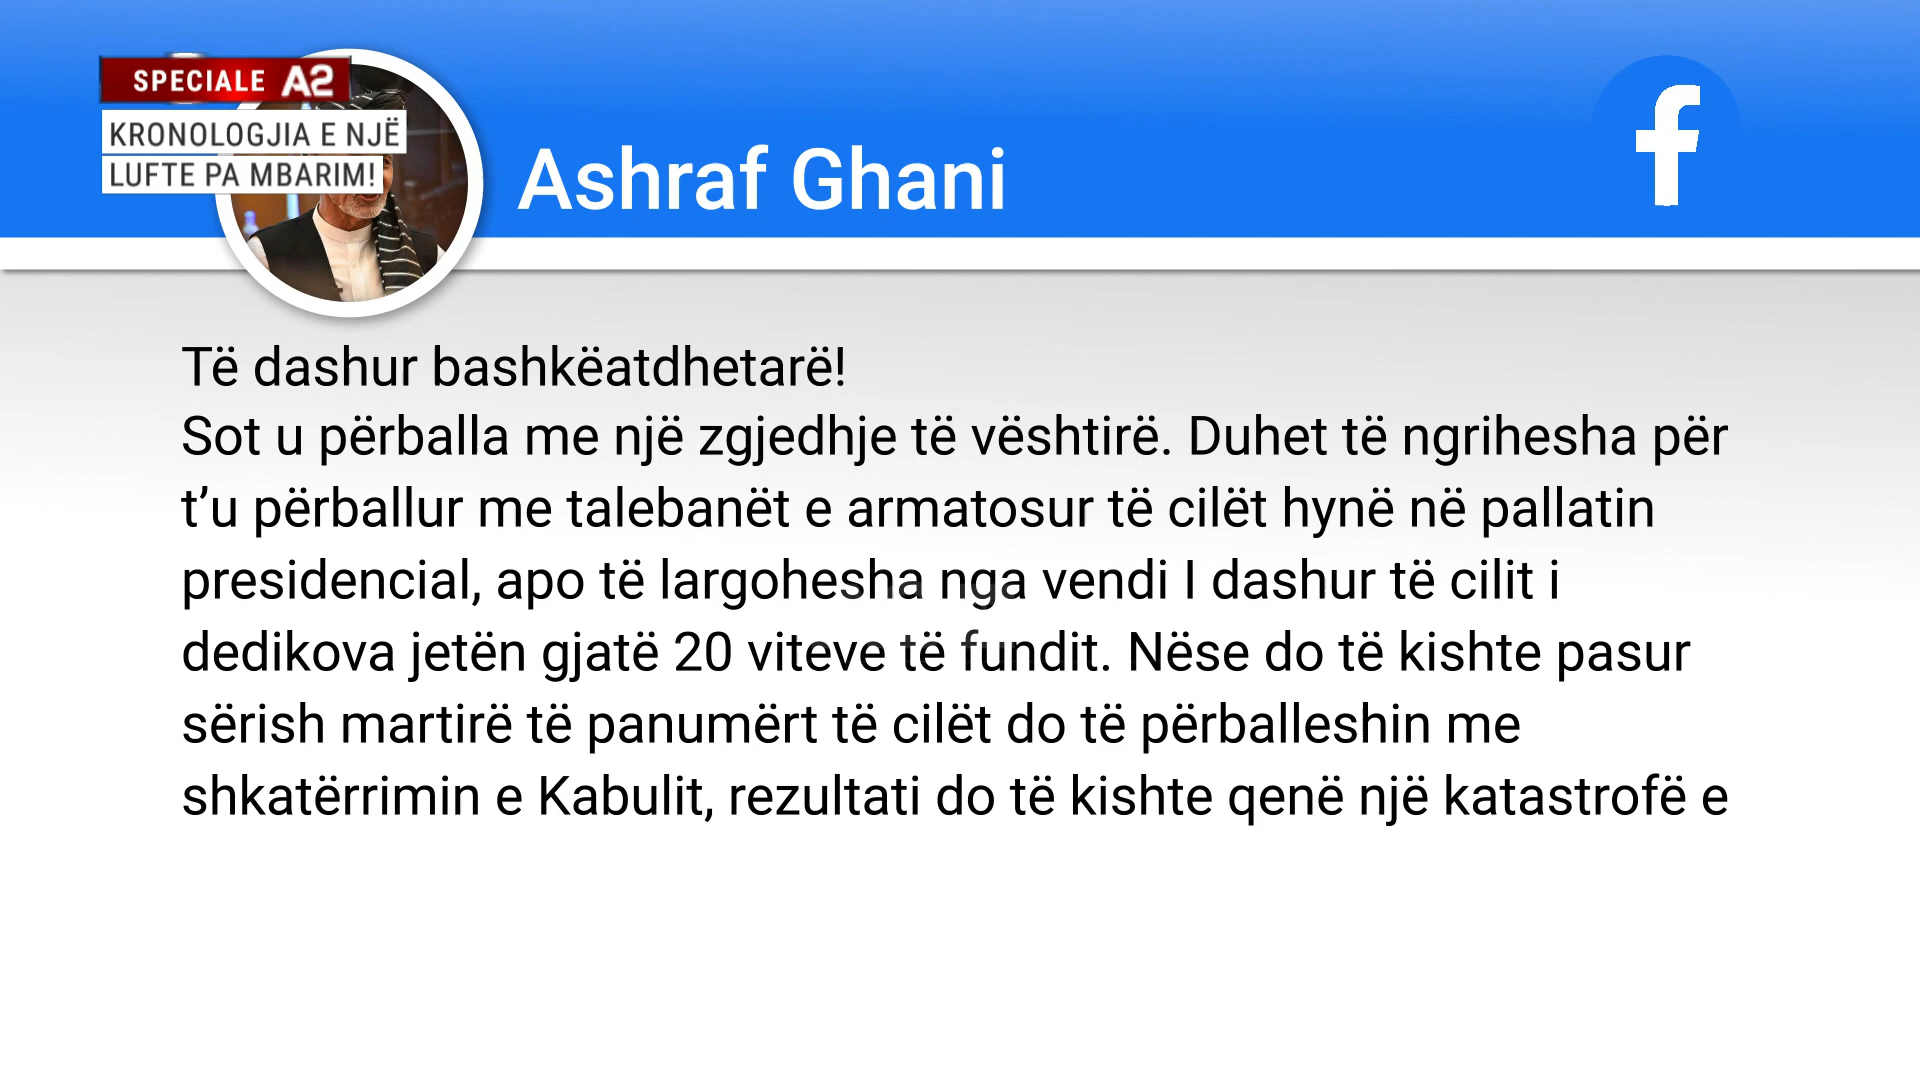 SPECIALE A2
KRONOLOGJIA E NJË
LUFTE PA MBARIM!
Ashraf Ghani
Të dashur bashkëatdhetarë!
Sot u përballa me një zgjedhje të vështirë. Duhet të ngrihesha për
t’u përballur me talebanët e armatosur të cilët hynë në pallatin
presidencial, apo të largohesha nga vendi I dashur të cilit i
dedikova jetën gjatë 20 viteve të fundit. Nëse do të kishte pasur
sërish martirë të panumërt të cilët do të përballeshin me
shkatërrimin e Kabulit, rezultati do të kishte qenë një katastrofë e